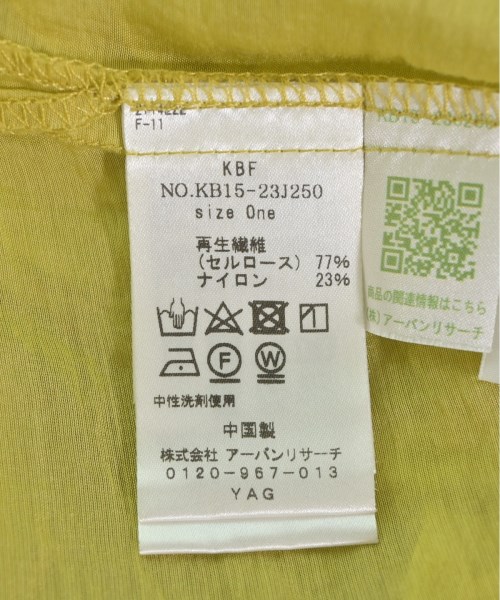 F-11
KBF
NO.KB15-23J250
size One
再生繊維
(セルロース) 77%
ナイロン 23%
F
W
中性洗剤使用
中国製
株式会社 アーバンリサーチ
0120-967-013
YAG
商品の関連情報はこちら
(株)アーバンリサーチ